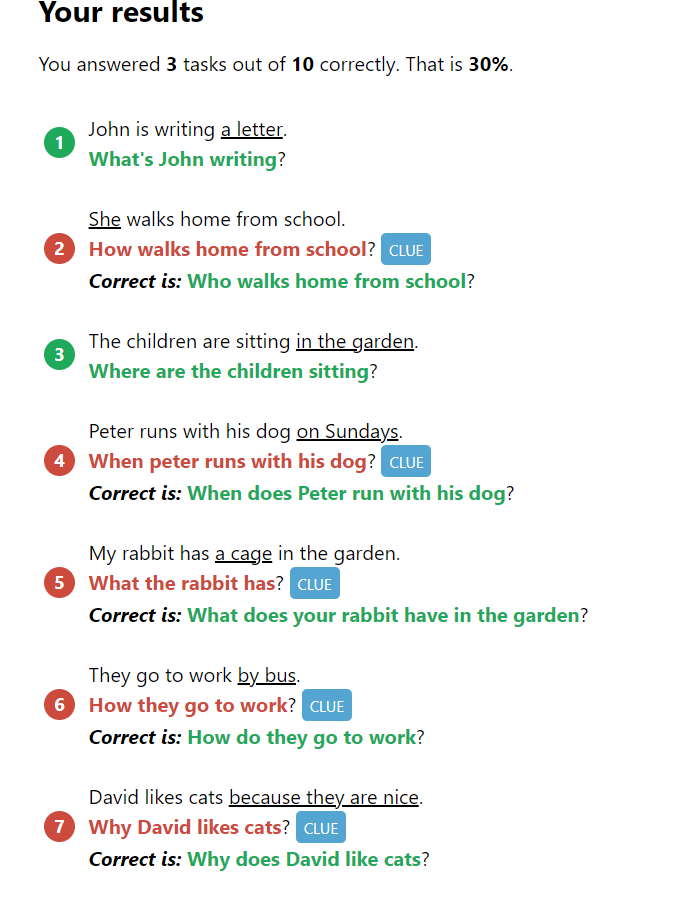 Your results
You answered 3 tasks out of 10 correctly. That is 30%.
John is writing a letter.
1
What's John writing?
She walks home from school.
2
How walks home from school? CLUE
Correct is: Who walks home from school?
The children are sitting in the garden.
3
Where are the children sitting?
Peter runs with his dog on Sundays.
4
When peter runs with his dog? CLUE
Correct is: When does Peter run with his dog?
My rabbit has a cage in the garden.
5
What the rabbit has? CLUE
Correct is: What does your rabbit have in the garden?
They go to work by bus.
6
How they go to work? CLUE
Correct is: How do they go to work?
David likes cats because they are nice.
7
Why David likes cats? CLUE
Correct is: Why does David like cats?